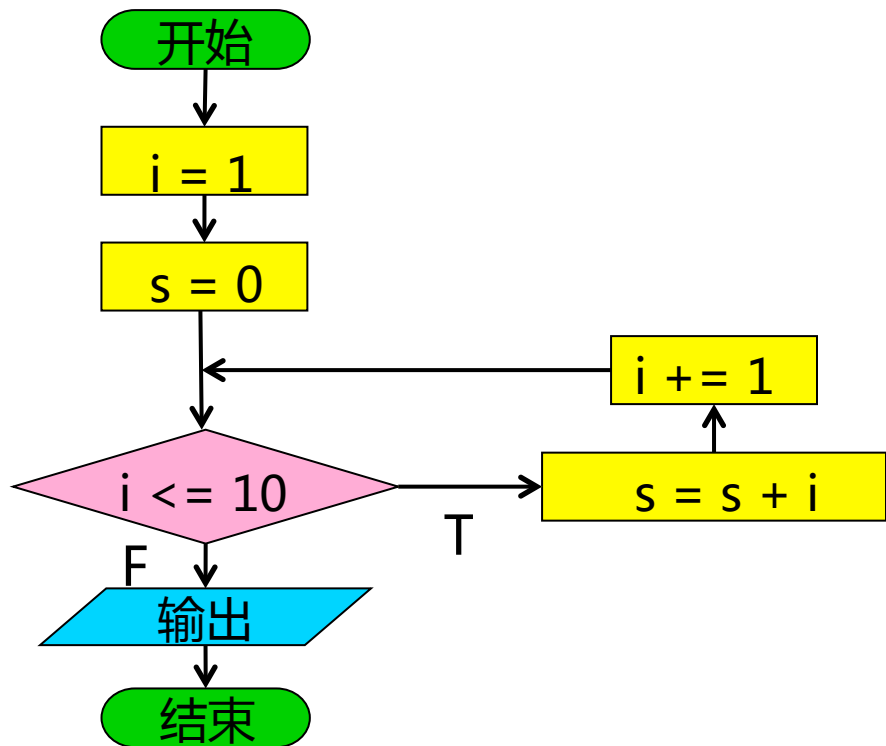 开始
i = 1
s = 0
i += 1
i <= 10
T
s = s + i
F
输出
结束